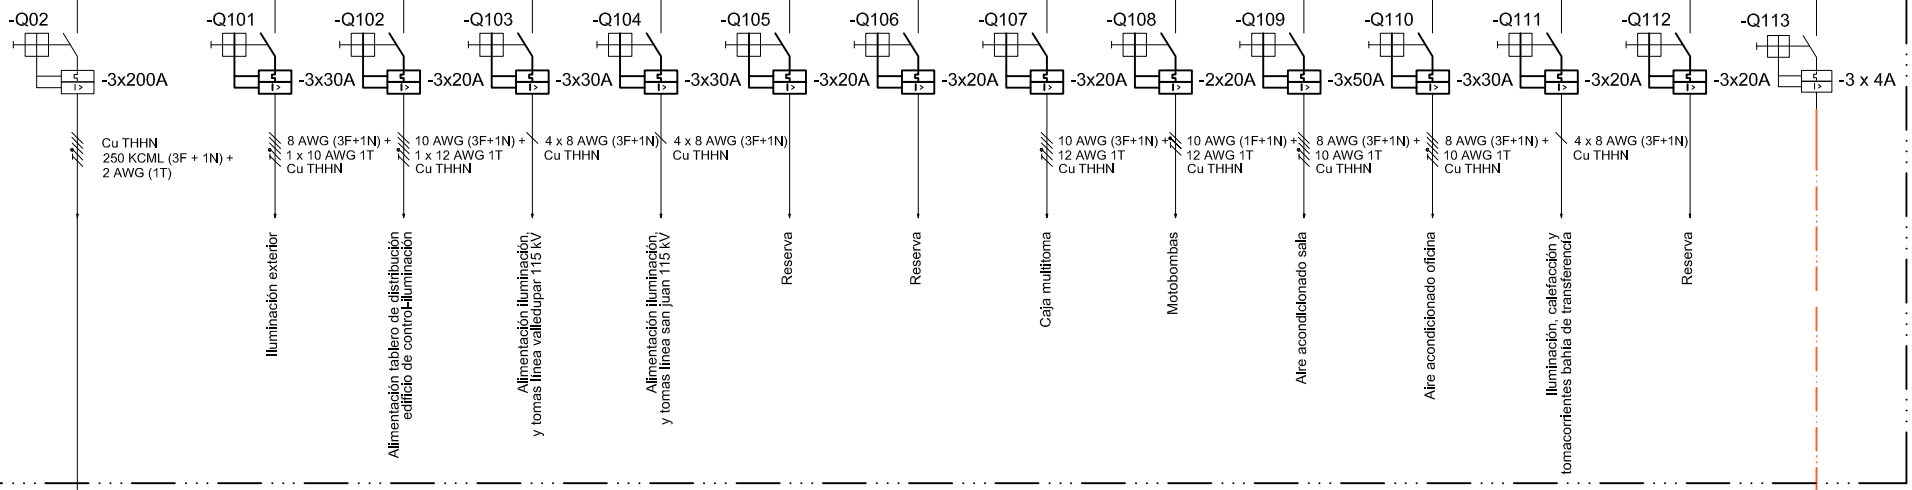 -Q02
-Q101
-Q102
-Q103
-Q104
-Q105
-Q106
-Q107
-Q108
-Q109
-Q110
-Q111
-Q112
-Q113
-3x200A
-3x30A
-3x20A
-3x30A
-3x30A
-3x20A
-3x20A
-3x20A
-2x20A
-3x50A
-3x30A
-3x20A
-3x20A
-3 x 4A
Cu THHN
250 KCML (3F + 1N) +
2 AWG (1T)
8 AWG (3F+1N) +
1 x 10 AWG 1T
Cu THHN
10 AWG (3F+1N) +
1 x 12 AWG 1T
Cu THHN
4 x 8 AWG (3F+1N)
Cu THHN
4 x 8 AWG (3F+1N)
Cu THHN
10 AWG (3F+1N) +
12 AWG 1T
Cu THHN
10 AWG (1F+1N) +
12 AWG 1T
Cu THHN
8 AWG (3F+1N) +
10 AWG 1T
Cu THHN
8 AWG (3F+1N) +
10 AWG 1T
Cu THHN
4 x 8 AWG (3F+1N)
Cu THHN
Iluminación exterior
Alimentación tablero de distribución
edificio de control-iluminación
Alimentación iluminación,
y tomas línea valledupar 115 kV
Alimentación iluminación,
y tomas línea san juan 115 kV
Reserva
Reserva
Caja multitoma
Motobombas
Aire acondicionado sala
Aire acondicionado oficina
Iluminación, calefacción y
tomacorrientes bahía de transferencia
Reserva